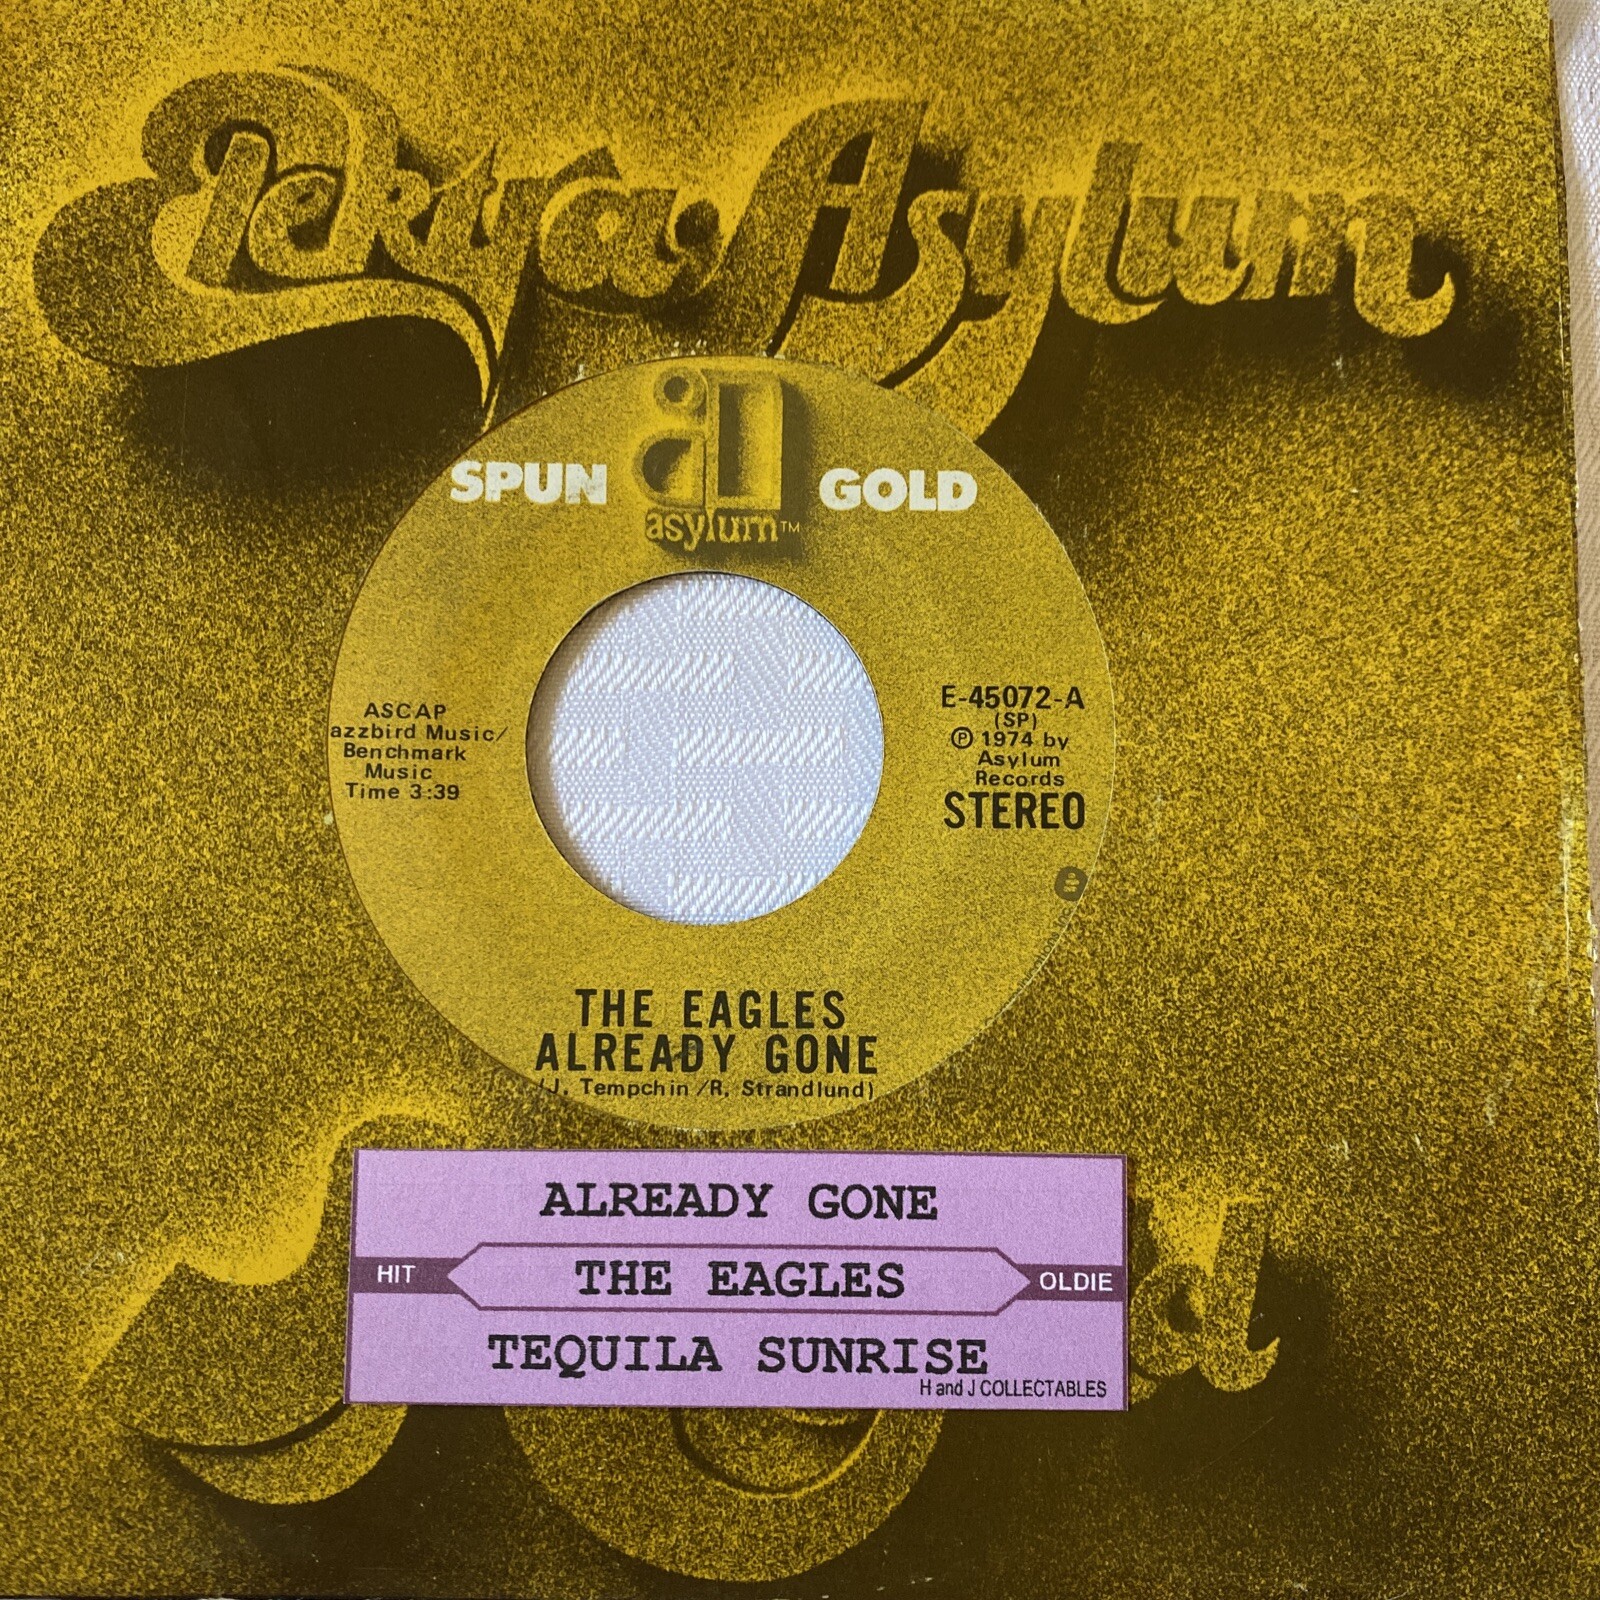 Elektra, Asylum
SPUN GOLD
asylum™
ASCAP
azzbird Music/
Benchmark
Music
Time 3:39
E-45072-A
(SP)
Ⓟ 1974 by
Asylum
Records
STEREO
THE EAGLES
ALREADY GONE
(J. Tempchin /R. Strandlund)
ALREADY GONE
HIT THE EAGLES OLDIE
TEQUILA SUNRISE
H and J COLLECTABLES